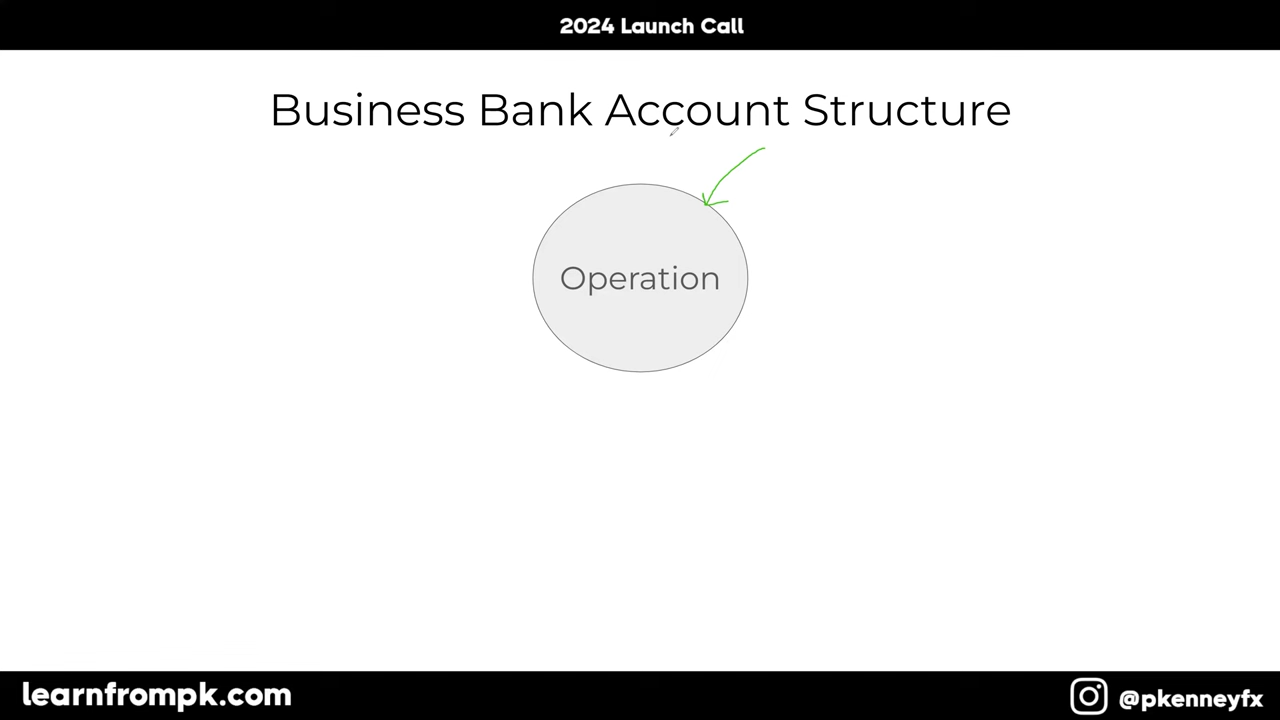 2024 Launch Call
Business Bank Account Structure
Operation
learnfrompk.com
@pkenneyfx